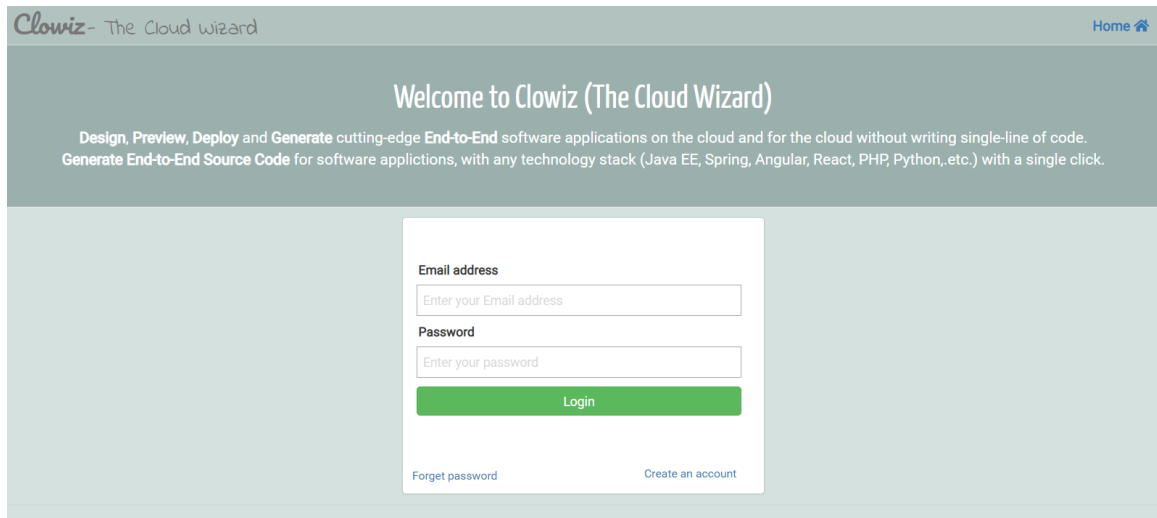 Clowiz - The Cloud Wizard
Home
Welcome to Clowiz (The Cloud Wizard)
Design, Preview, Deploy and Generate cutting-edge End-to-End software applications on the cloud and for the cloud without writing single-line of code.
Generate End-to-End Source Code for software applictions, with any technology stack (Java EE, Spring, Angular, React, PHP, Python,.etc.) with a single click.
Email address
Enter your Email address
Password
Enter your password
Login
Forget password
Create an account